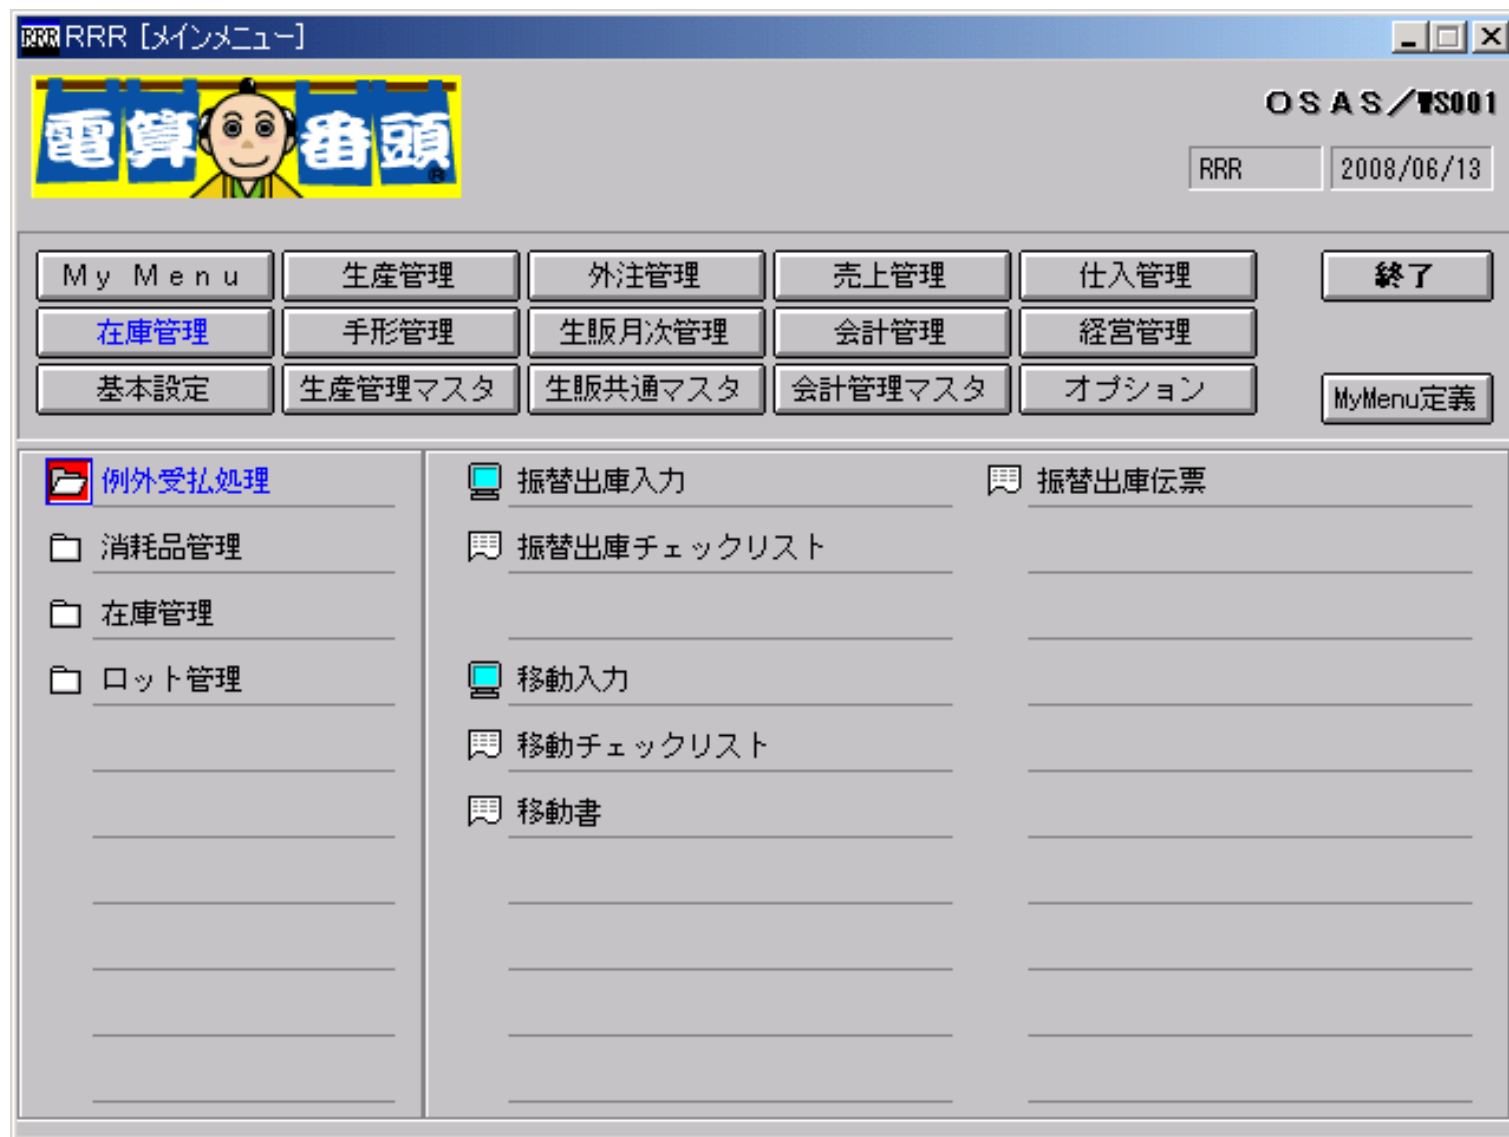 RRR RRR [メインメニュー]
電算番頭®
OSAS/WS001
RRR 2008/06/13
My Menu 生産管理 外注管理 売上管理 仕入管理 終了
在庫管理 手形管理 生販月次管理 会計管理 経営管理
基本設定 生産管理マスタ 生販共通マスタ 会計管理マスタ オプション MyMenu定義
例外受払処理 振替出庫入力 振替出庫伝票
消耗品管理 振替出庫チェックリスト
在庫管理
ロット管理 移動入力
移動チェックリスト
移動書